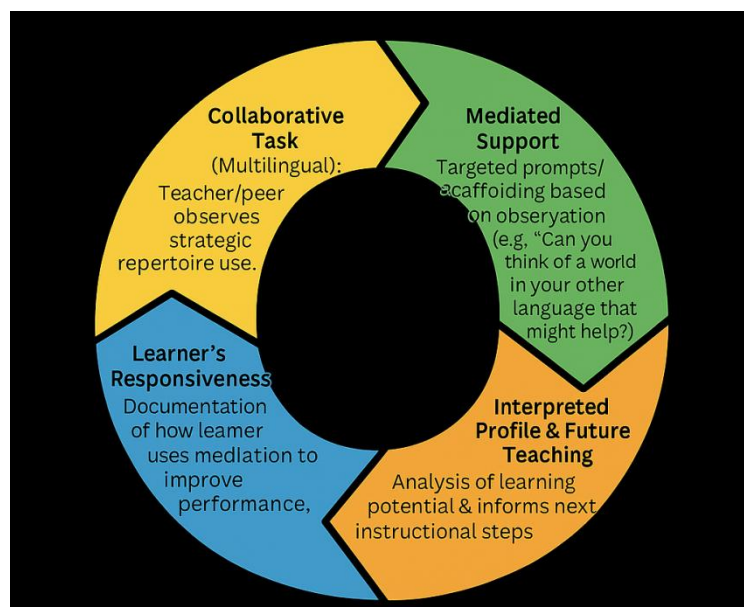 Collaborative
Task
(Multilingual):
Teacher/peer
observes
strategic
repertoire use.
Mediated
Support
Targeted prompts/
acaffoiding based
on obseryation
(e.g, “Can you
think of a world
in your other
language that
might help?)
Interpreted
Profile & Future
Teaching
Analysis of learning
potential & informs next
instructional steps
Learner’s
Responsiveness
Documentation
of how leamer
uses mediation to
improve
performance,